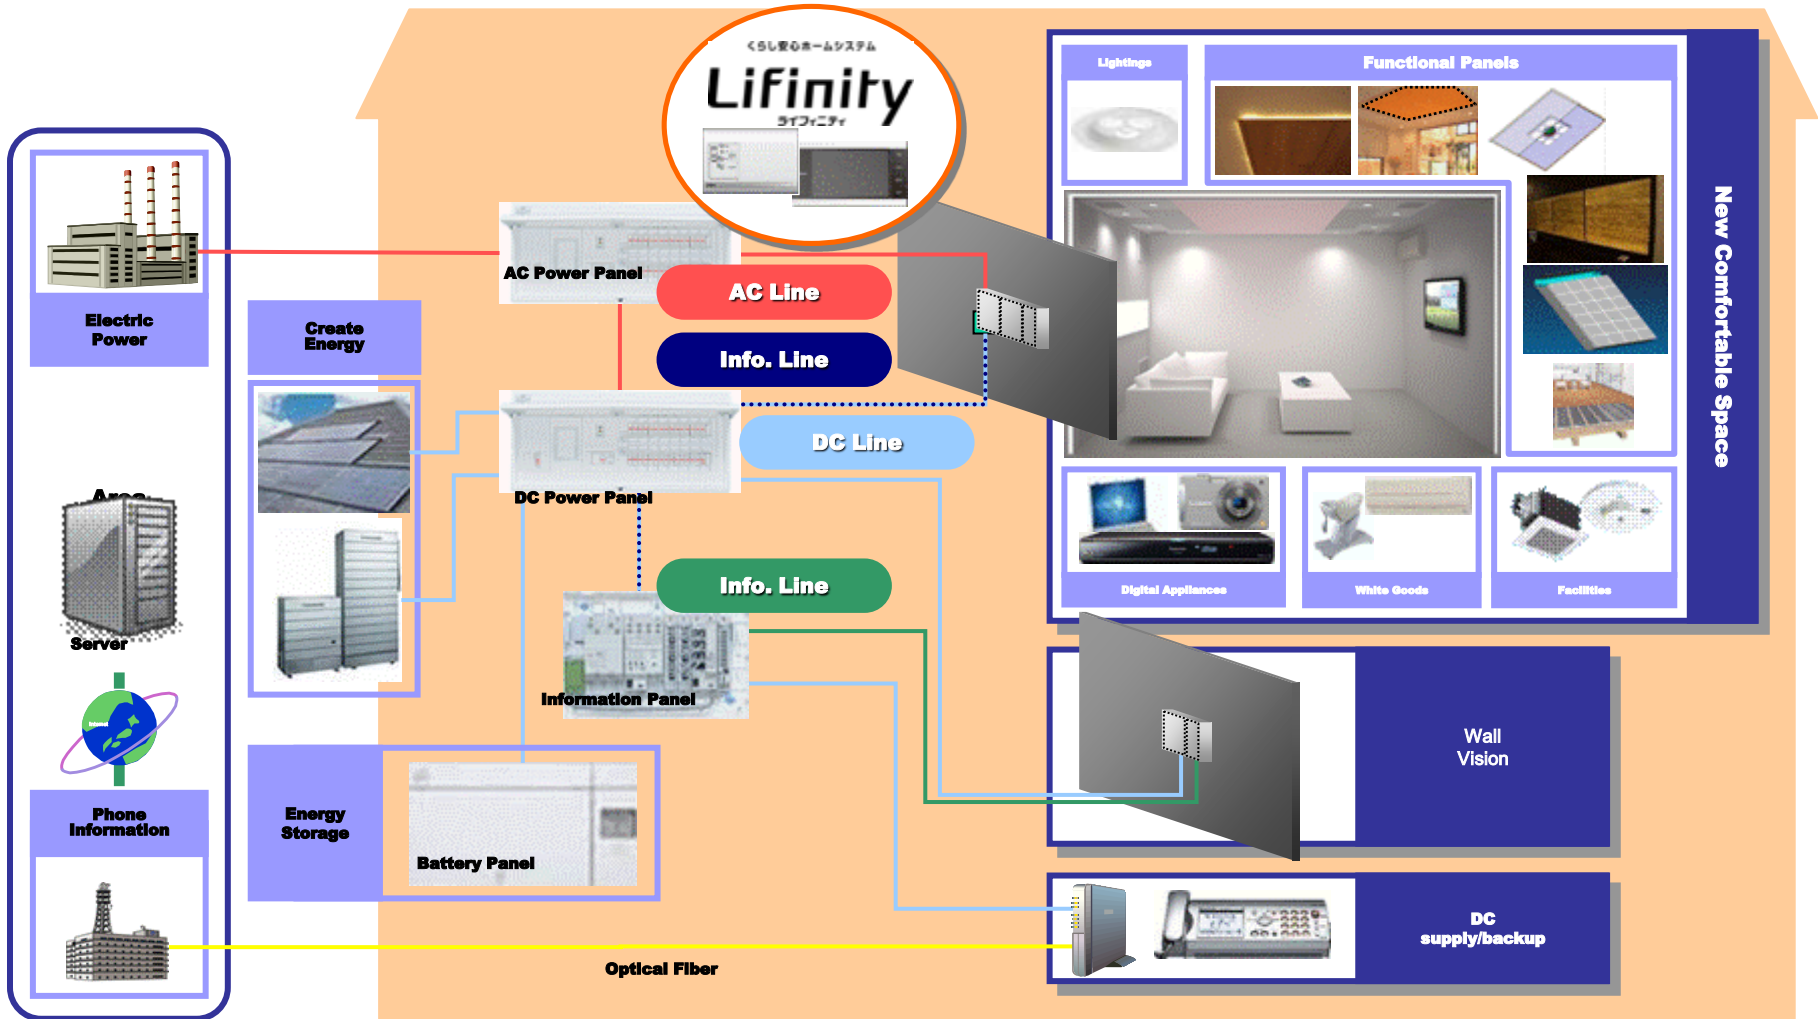 くらし安心ホームシステム
Lifinity
ライフィニティ
Lightings
Functional Panels
New Comfortable Space
AC Power Panel
AC Line
Electric
Power
Create
Energy
Info. Line
DC Line
DC Power Panel
Area
Server
Info. Line
Information Panel
Digital Appliances
White Goods
Facilities
Internet
Wall
Vision
Phone
Information
Energy
Storage
Battery Panel
DC
supply/backup
Optical Fiber